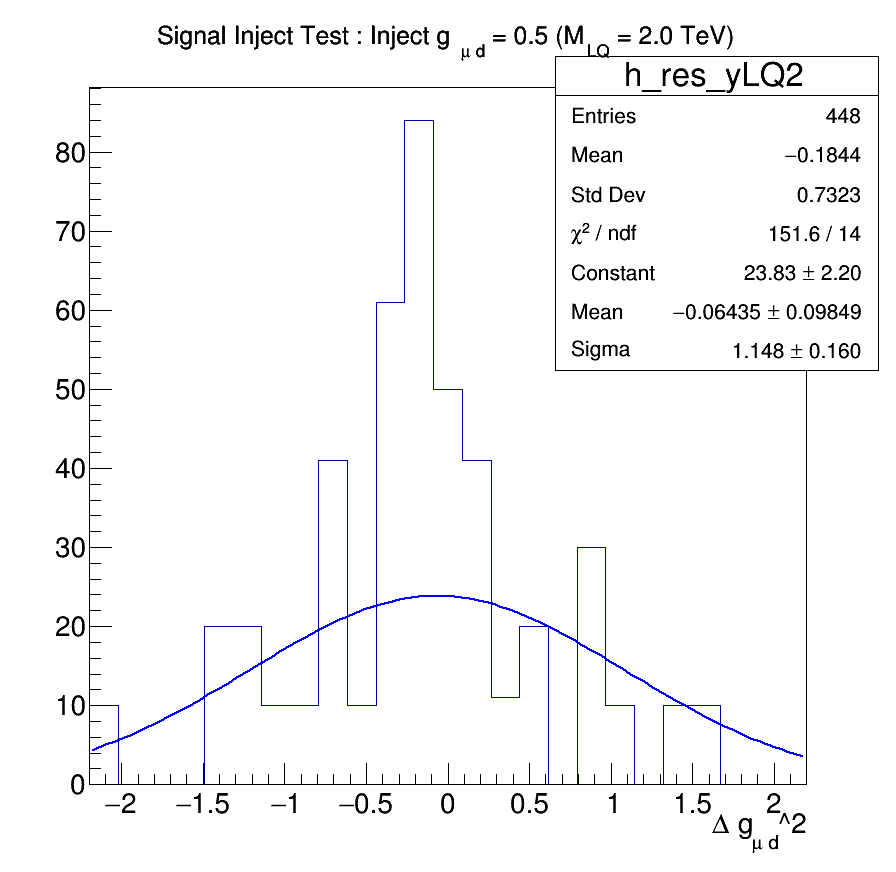 Signal Inject Test : Inject g μ d = 0.5 (M LQ = 2.0 TeV)
h_res_yLQ2
Entries 448
Mean −0.1844
Std Dev 0.7323
χ² / ndf 151.6 / 14
Constant 23.83 ± 2.20
Mean −0.06435 ± 0.09849
Sigma 1.148 ± 0.160
80
70
60
50
40
30
20
10
0
−2 −1.5 −1 −0.5 0 0.5 1 1.5 2
Δ g μ d ^2